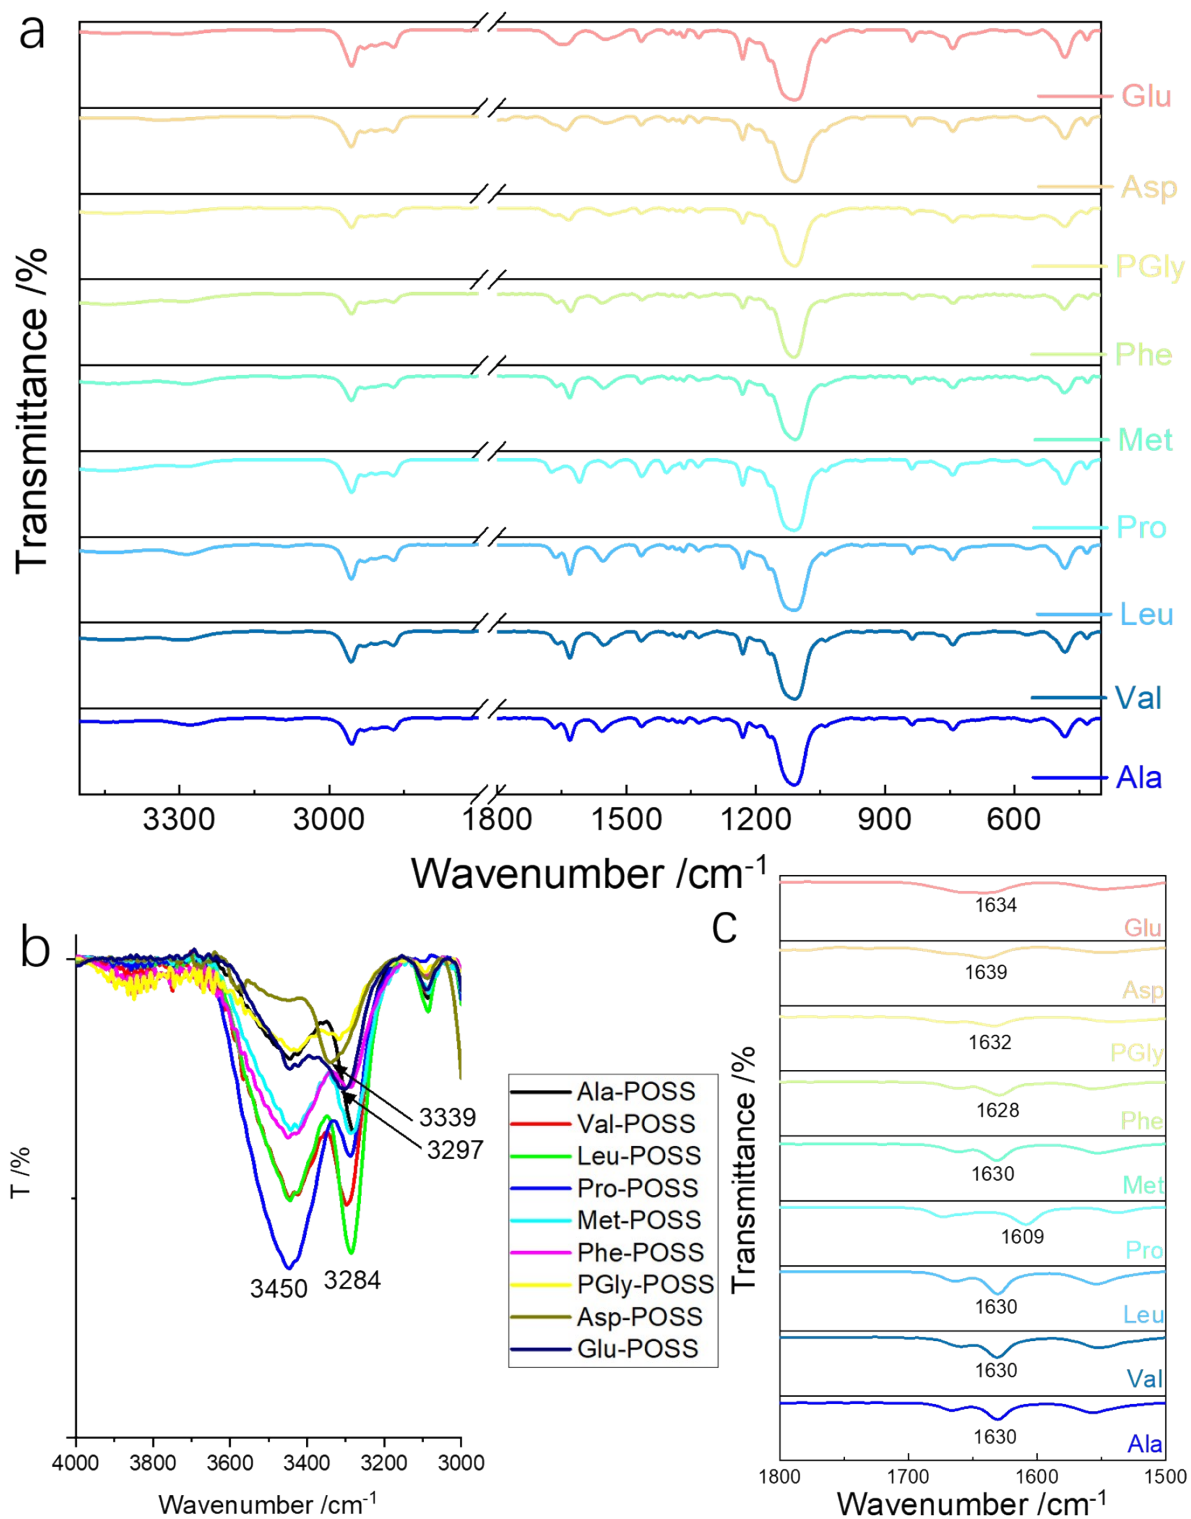 a
Transmittance /%
Glu
Asp
PGly
Phe
Met
Pro
Leu
Val
Ala
3300 3000 1800 1500 1200 900 600
Wavenumber /cm-1
b
T /%
3339
3297
3450 3284
Ala-POSS
Val-POSS
Leu-POSS
Pro-POSS
Met-POSS
Phe-POSS
PGly-POSS
Asp-POSS
Glu-POSS
4000 3800 3600 3400 3200 3000
Wavenumber /cm-1
c
Transmittance /%
1634
Glu
1639
Asp
1632
PGly
1628
Phe
1630
Met
1609
Pro
1630
Leu
1630
Val
1630
Ala
1800 1700 1600 1500
Wavenumber /cm-1